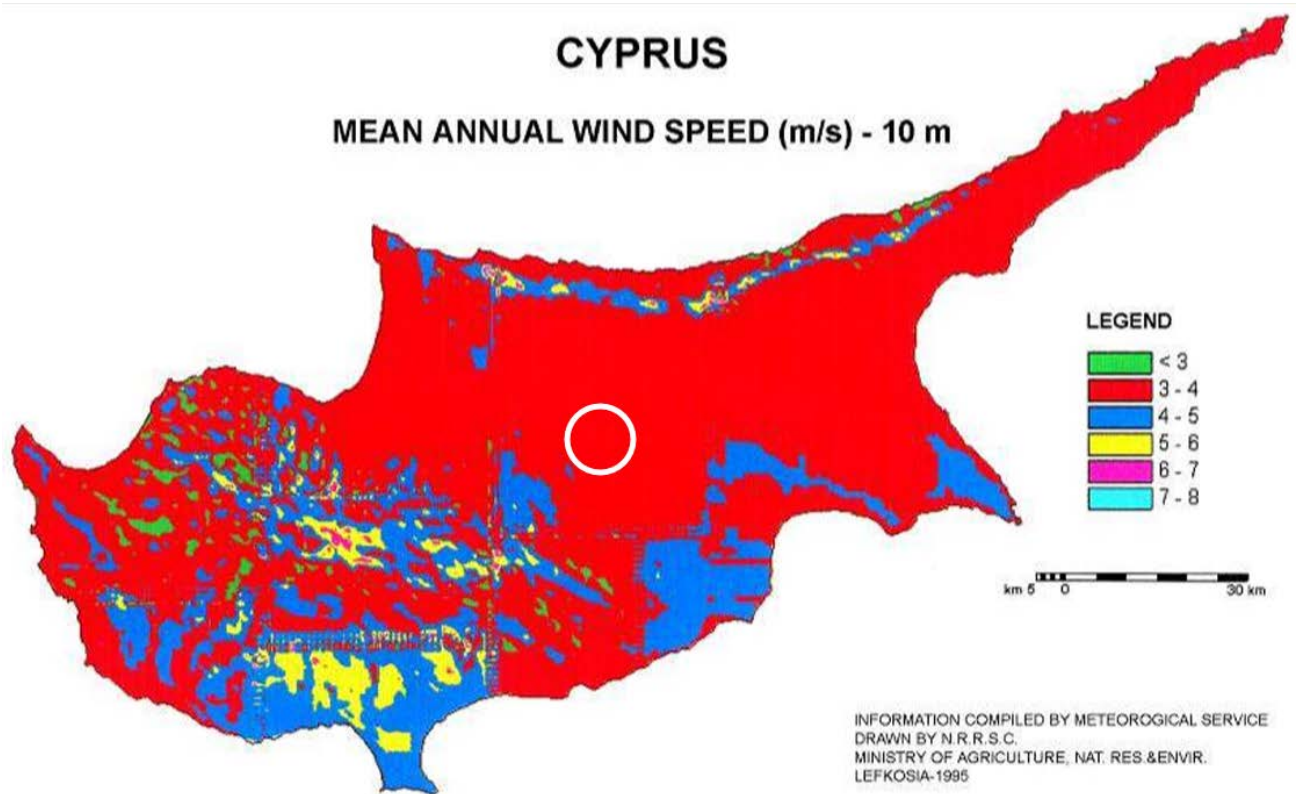 CYPRUS
MEAN ANNUAL WIND SPEED (m/s) - 10 m
LEGEND
< 3
3 - 4
4 - 5
5 - 6
6 - 7
7 - 8
km 5 0 30 km
INFORMATION COMPILED BY METEOROGICAL SERVICE
DRAWN BY N.R.R.S.C.
MINISTRY OF AGRICULTURE, NAT. RES.&ENVIR.
LEFKOSIA-1995